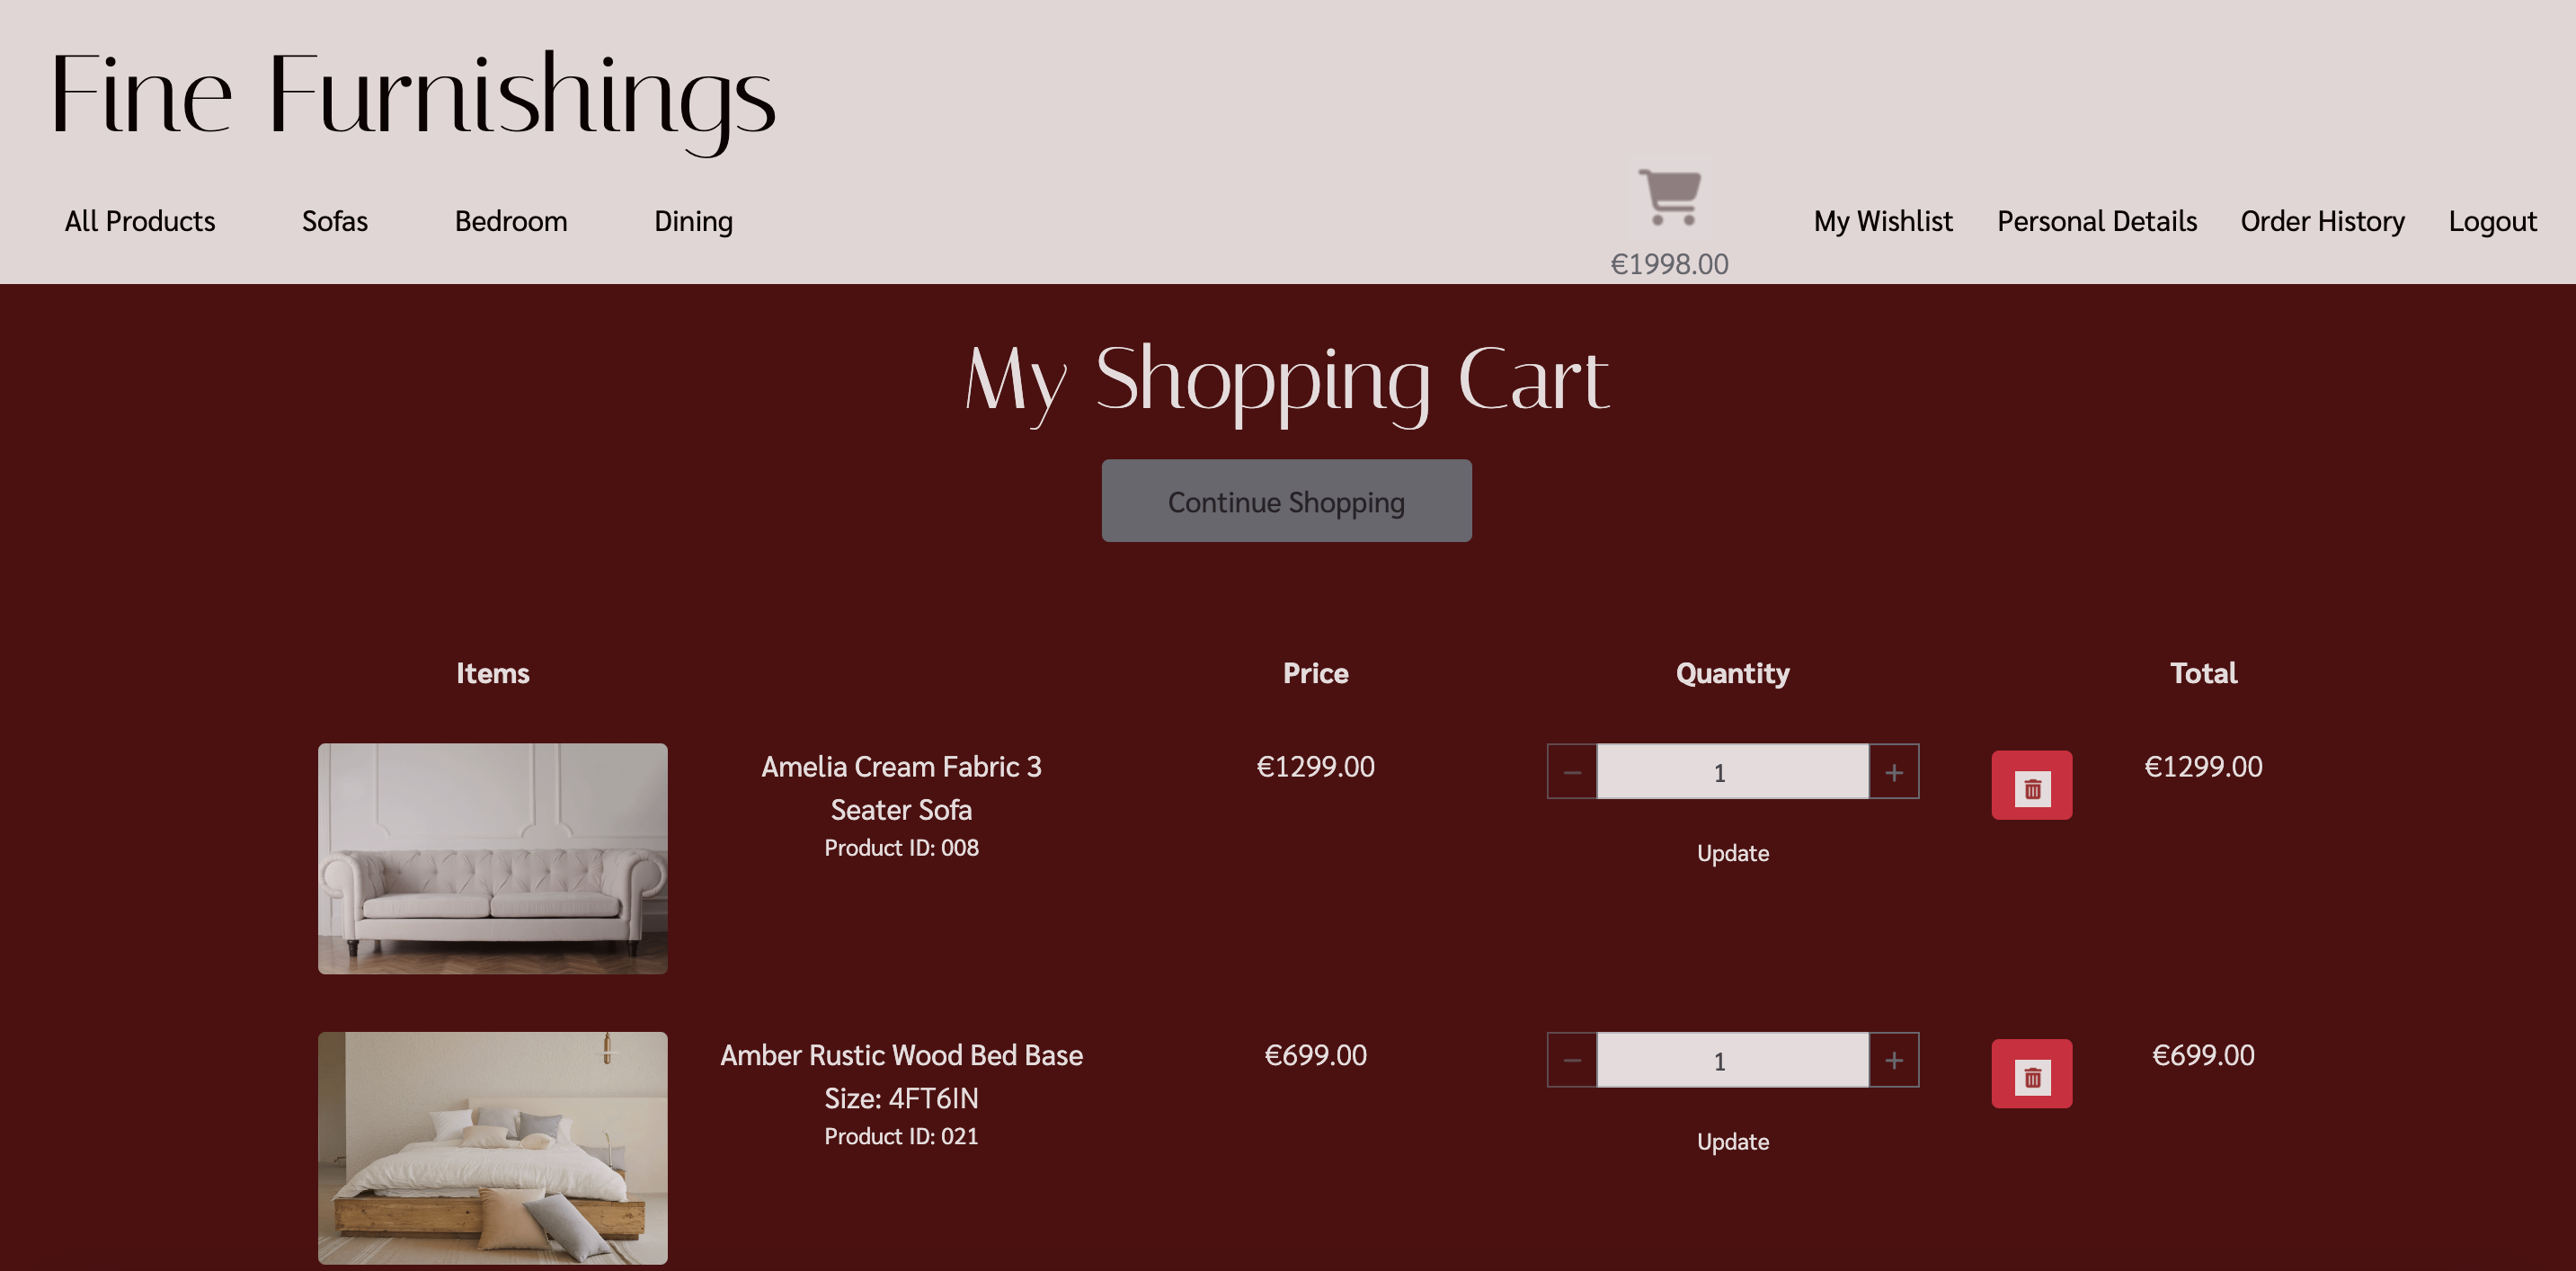 Fine Furnishings
All Products Sofas Bedroom Dining My Wishlist Personal Details Order History Logout
€1998.00
My Shopping Cart
Continue Shopping
Items Price Quantity Total
Amelia Cream Fabric 3 €1299.00 − 1 + €1299.00
Seater Sofa
Product ID: 008 Update
Amber Rustic Wood Bed Base €699.00 − 1 + €699.00
Size: 4FT6IN
Product ID: 021 Update